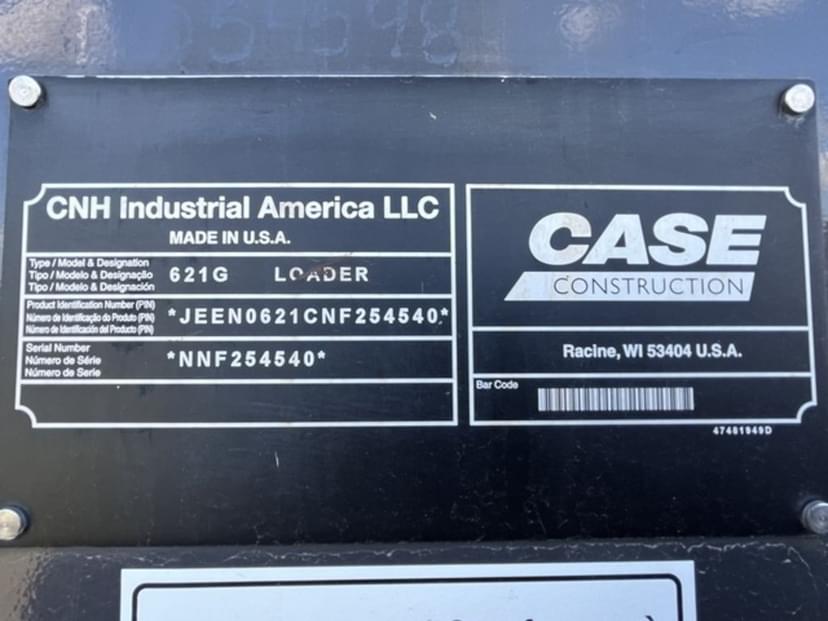 CNH Industrial America LLC
MADE IN U.S.A.
Type / Model & Designation
Tipo / Modelo & Designação
Tipo / Modelo & Designación
621G LOADER
Product Identification Number (PIN)
Número de Identificação do Produto (PIN)
Número de Identificación del Producto (PIN)
*JEEN0621CNF254540*
Serial Number
Número de Série
Número de Serie
*NNF254540*
CASE
CONSTRUCTION
Racine, WI 53404 U.S.A.
Bar Code
47481949D